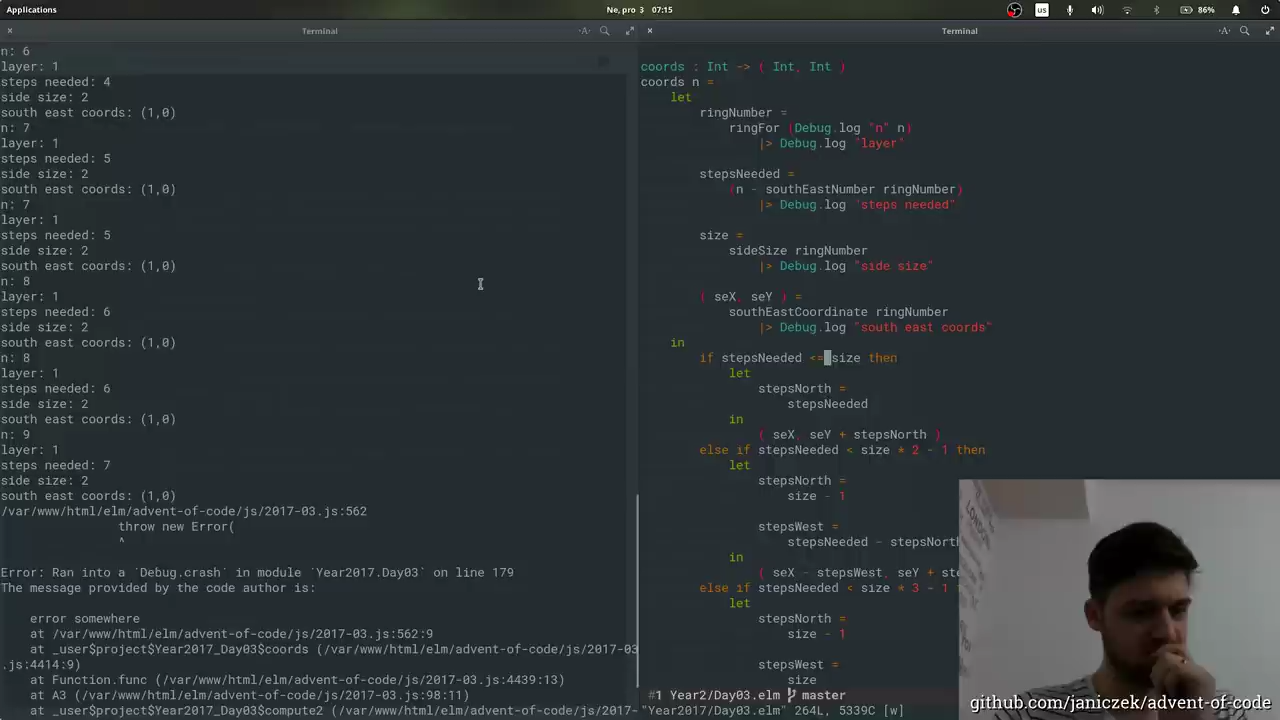 Applications
Ne, pro 3 07:15
us
86%
Terminal
n: 6
layer: 1
steps needed: 4
side size: 2
south east coords: (1,0)
n: 7
layer: 1
steps needed: 5
side size: 2
south east coords: (1,0)
n: 7
layer: 1
steps needed: 5
side size: 2
south east coords: (1,0)
n: 8
layer: 1
steps needed: 6
side size: 2
south east coords: (1,0)
n: 8
layer: 1
steps needed: 6
side size: 2
south east coords: (1,0)
n: 9
layer: 1
steps needed: 7
side size: 2
south east coords: (1,0)
/var/www/html/elm/advent-of-code/js/2017-03.js:562
throw new Error(
^
Error: Ran into a `Debug.crash` in module `Year2017.Day03` on line 179
The message provided by the code author is:
error somewhere
at /var/www/html/elm/advent-of-code/js/2017-03.js:562:9
at _user$project$Year2017_Day03$coords (/var/www/html/elm/advent-of-code/js/2017-03
.js:4414:9)
at Function.func (/var/www/html/elm/advent-of-code/js/2017-03.js:4439:13)
at A3 (/var/www/html/elm/advent-of-code/js/2017-03.js:98:11)
at _user$project$Year2017_Day03$compute2 (/var/www/html/elm/advent-of-code/js/2017-
Terminal
coords : Int -> ( Int, Int )
coords n =
let
ringNumber =
ringFor (Debug.log "n" n)
|> Debug.log "layer"
stepsNeeded =
(n - southEastNumber ringNumber)
|> Debug.log "steps needed"
size =
sideSize ringNumber
|> Debug.log "side size"
( seX, seY ) =
southEastCoordinate ringNumber
|> Debug.log "south east coords"
in
if stepsNeeded <= size then
let
stepsNorth =
stepsNeeded
in
( seX, seY + stepsNorth )
else if stepsNeeded < size * 2 - 1 then
let
stepsNorth =
size - 1
stepsWest =
stepsNeeded - stepsNorth
in
( seX - stepsWest, seY + ste
else if stepsNeeded < size * 3 - 1 t
let
stepsNorth =
size - 1
stepsWest =
size
#1 Year2/Day03.elm master
"Year2017/Day03.elm" 264L, 5339C [w]
LONDON
github.com/janiczek/advent-of-code